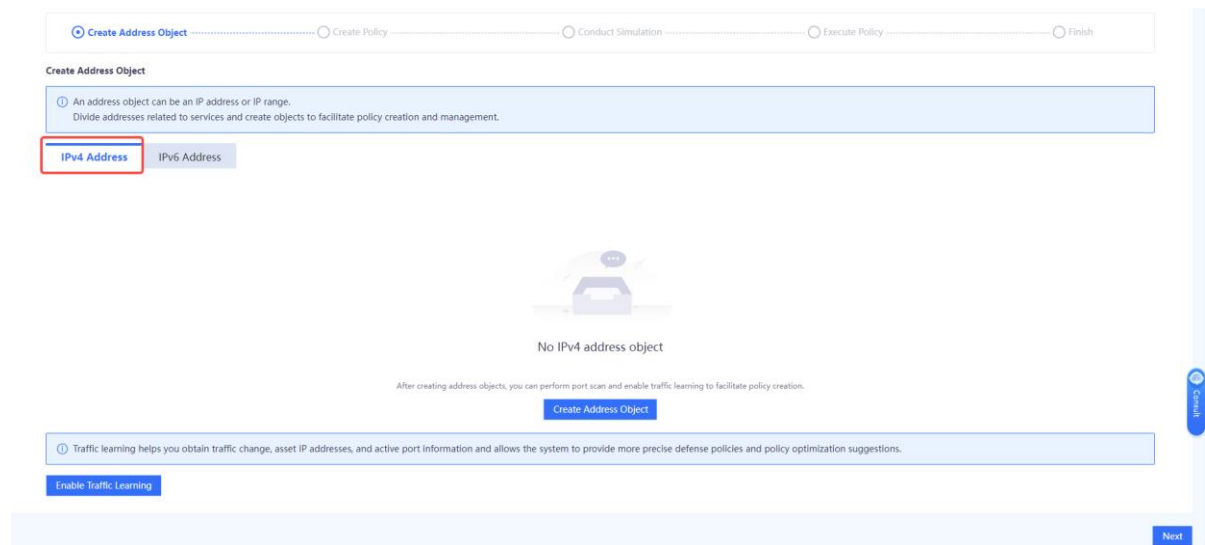 Create Address Object
Create Policy
Conduct Simulation
Execute Policy
Finish
Create Address Object
An address object can be an IP address or IP range.
Divide addresses related to services and create objects to facilitate policy creation and management.
IPv4 Address
IPv6 Address
No IPv4 address object
After creating address objects, you can perform port scan and enable traffic learning to facilitate policy creation.
Create Address Object
Consult
Traffic learning helps you obtain traffic change, asset IP addresses, and active port information and allows the system to provide more precise defense policies and policy optimization suggestions.
Enable Traffic Learning
Next